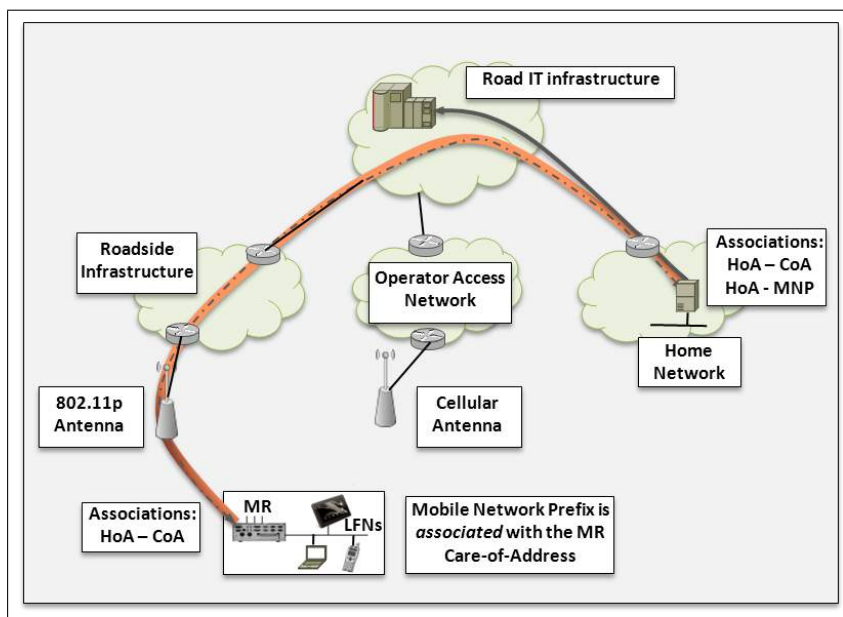 Road IT infrastructure
Roadside
Infrastructure
Operator Access
Network
Associations:
HoA – CoA
HoA - MNP
Home
Network
802.11p
Antenna
Cellular
Antenna
Associations:
HoA – CoA
MR
LFNs
Mobile Network Prefix is
associated with the MR
Care-of-Address